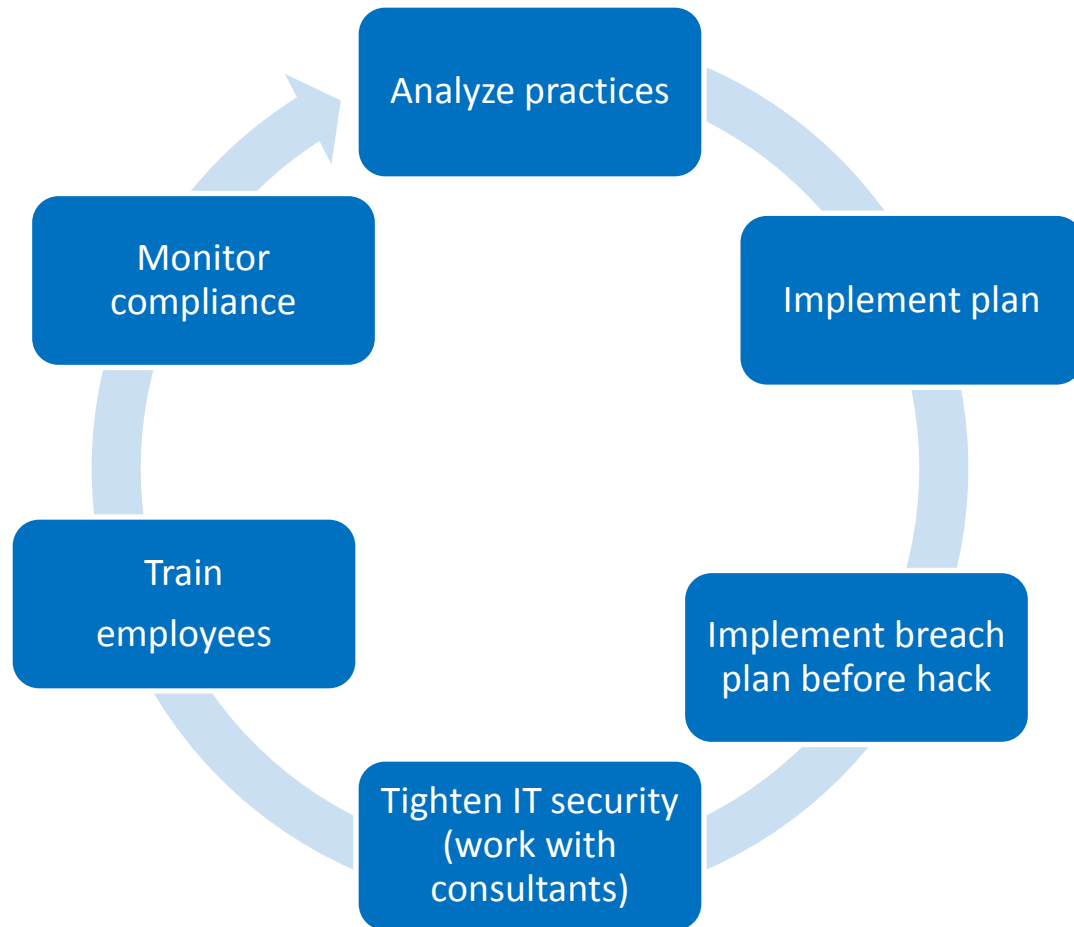 Analyze practices
Implement plan
Implement breach
plan before hack
Tighten IT security
(work with
consultants)
Train
employees
Monitor
compliance